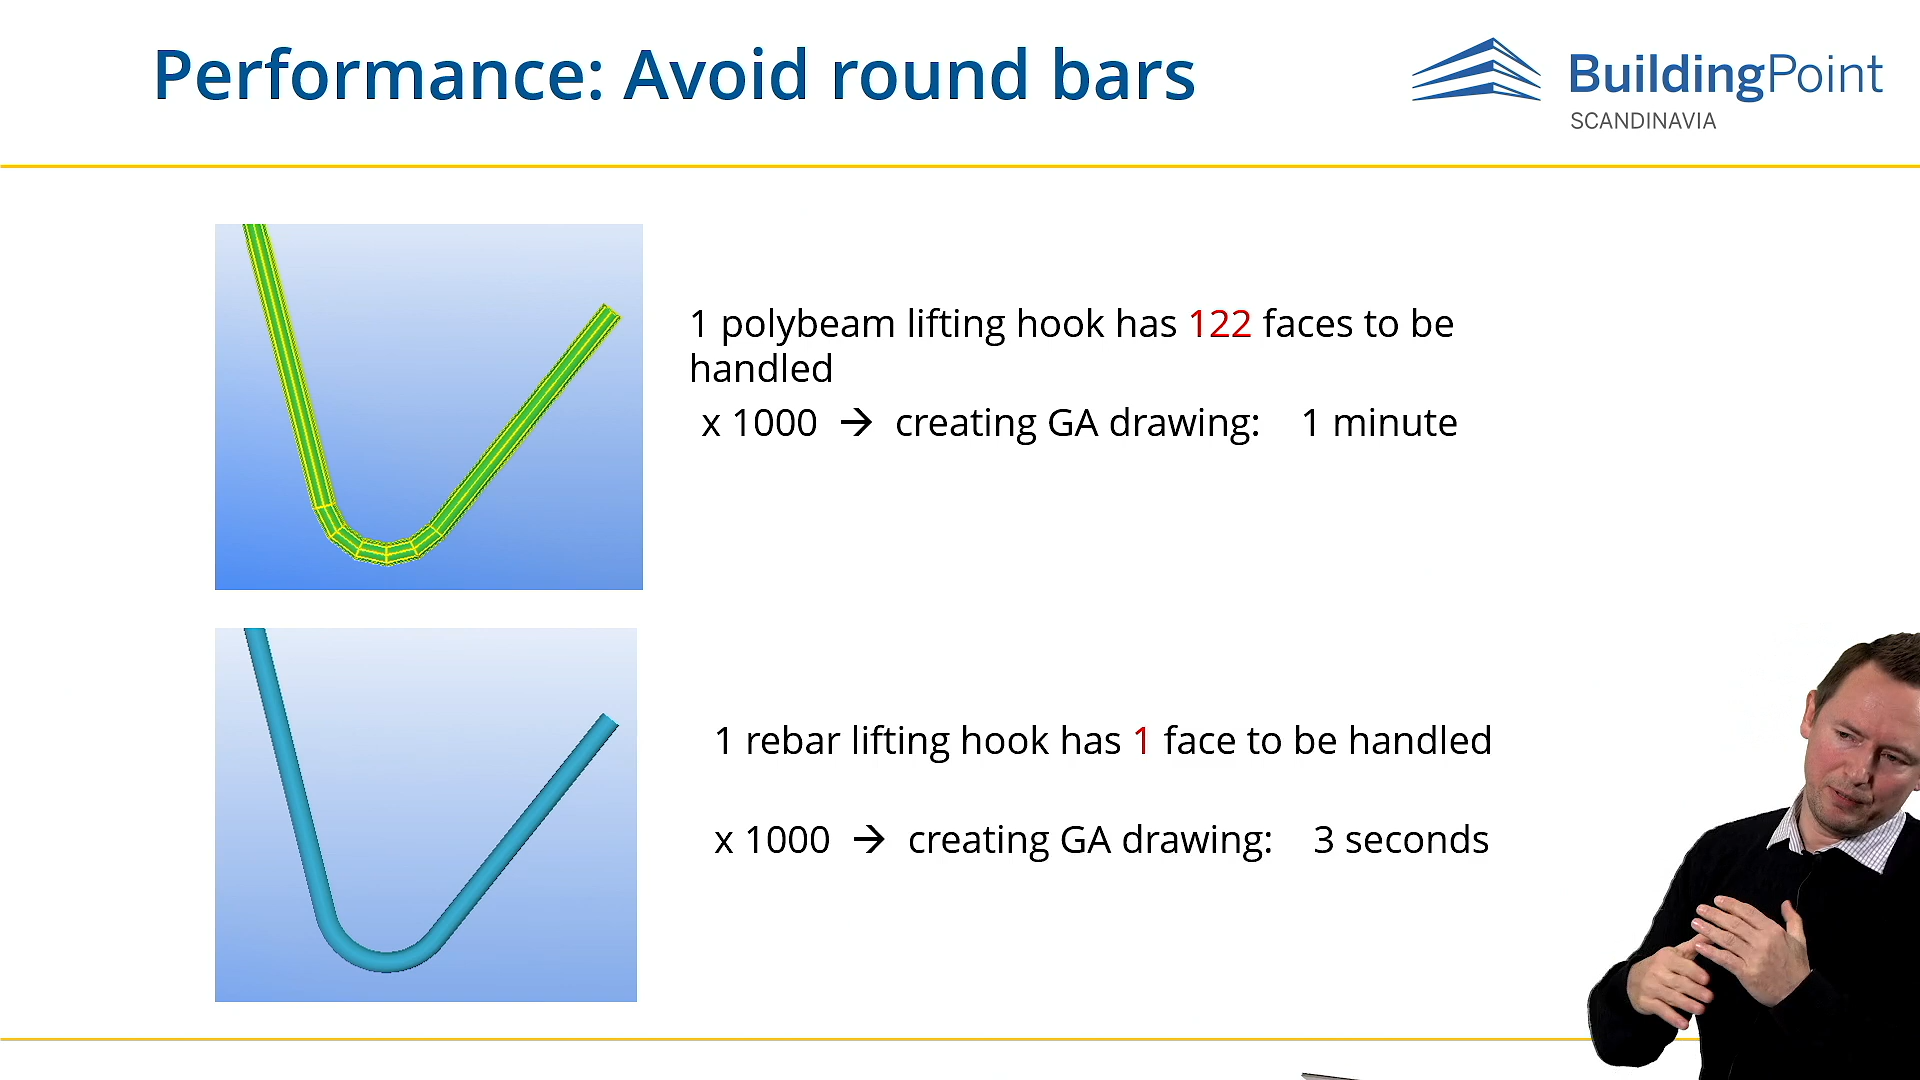 Performance: Avoid round bars
BuildingPoint
SCANDINAVIA
1 polybeam lifting hook has 122 faces to be
handled
x 1000 → creating GA drawing: 1 minute
1 rebar lifting hook has 1 face to be handled
x 1000 → creating GA drawing: 3 seconds